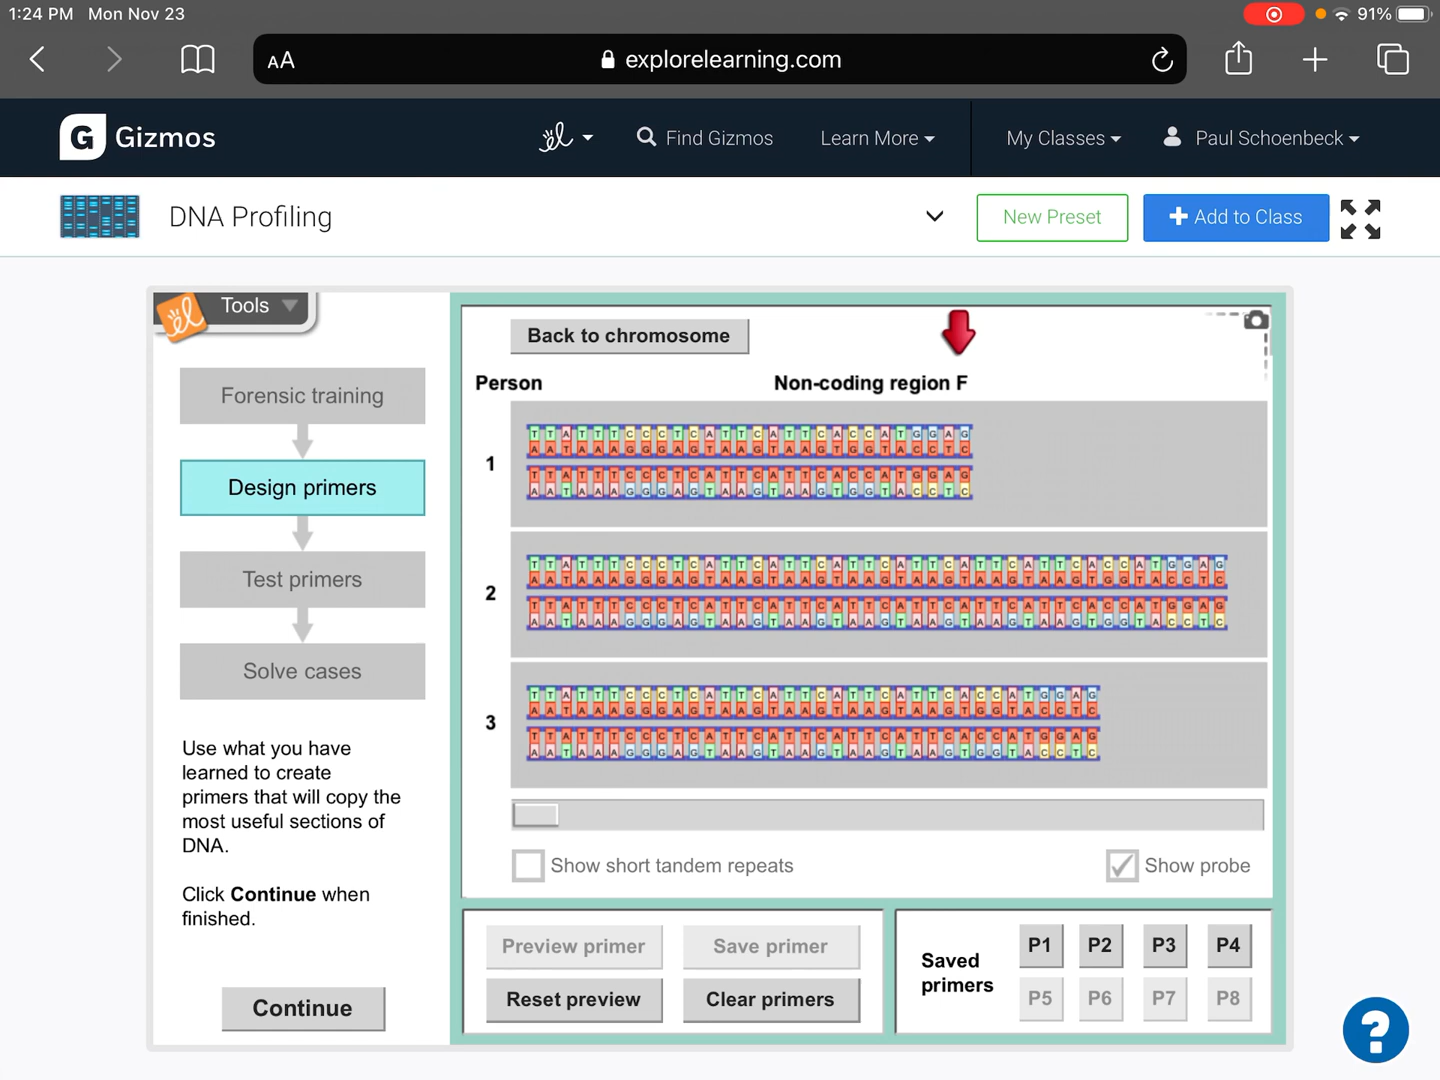 1:24 PM Mon Nov 23
91%
AA
explorelearning.com
G Gizmos
Find Gizmos
Learn More
My Classes
Paul Schoenbeck
DNA Profiling
New Preset
Add to Class
Tools
Back to chromosome
Person
Non-coding region F
Forensic training
Design primers
Test primers
Solve cases
1
T T A T T T C C C T C A T T C A T T C A C C A T G G A G
A A T A A A G G G A G T A A G T A A G T G G T A C C T C
T T A T T T C C C T C A T T C A T T C A C C A T G G A G
A A T A A A G G G A G T A A G T A A G T G G T A C C T C
2
T T A T T T C C C T C A T T C A T T C A T T C A T T C A T T C A T T C A C C A T G G A G
A A T A A A G G G A G T A A G T A A G T A A G T A A G T A A G T A A G T G G T A C C T C
T T A T T T C C C T C A T T C A T T C A T T C A T T C A T T C A T T C A C C A T G G A G
A A T A A A G G G A G T A A G T A A G T A A G T A A G T A A G T A A G T G G T A C C T C
3
T T A T T T C C C T C A T T C A T T C A T T C A T T C A C C A T G G A G
A A T A A A G G G A G T A A G T A A G T A A G T A A G T G G T A C C T C
T T A T T T C C C T C A T T C A T T C A T T C A T T C A C C A T G G A G
A A T A A A G G G A G T A A G T A A G T A A G T A A G T G G T A C C T C
Use what you have
learned to create
primers that will copy the
most useful sections of
DNA.
Click Continue when
finished.
Continue
Show short tandem repeats
Show probe
Preview primer
Save primer
Reset preview
Clear primers
Saved
primers
P1 P2 P3 P4
P5 P6 P7 P8
?